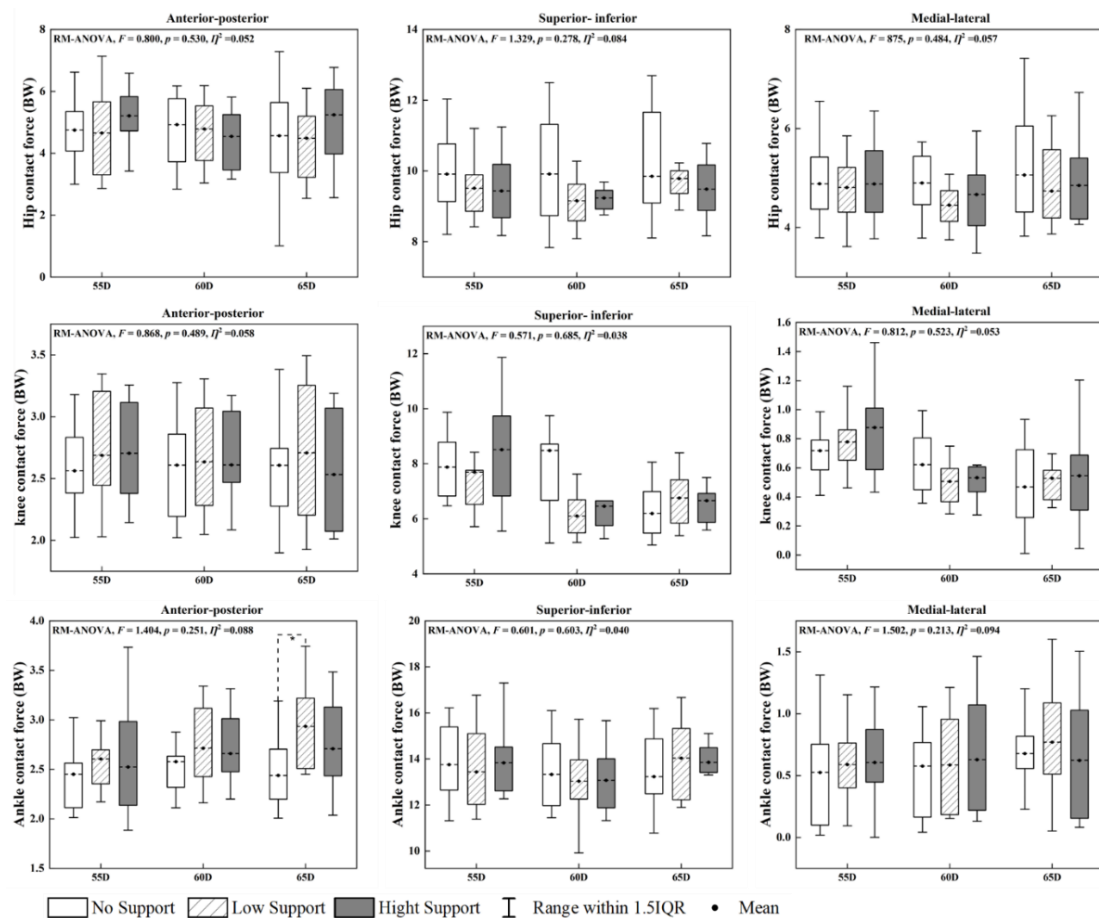 Anterior-posterior
RM-ANOVA, F = 0.800, p = 0.530, η² =0.052
Hip contact force (BW)
8
6
4
2
0
55D 60D 65D
Superior- inferior
RM-ANOVA, F = 1.329, p = 0.278, η² =0.084
Hip contact force (BW)
14
12
10
8
55D 60D 65D
Medial-lateral
RM-ANOVA, F = 875, p = 0.484, η² =0.057
Hip contact force (BW)
8
6
4
55D 60D 65D
Anterior-posterior
RM-ANOVA, F = 0.868, p = 0.489, η² =0.058
knee contact force (BW)
3.5
3.0
2.5
2.0
55D 60D 65D
Superior- inferior
RM-ANOVA, F = 0.571, p = 0.685, η² =0.038
knee contact force (BW)
12
10
8
6
4
55D 60D 65D
Medial-lateral
RM-ANOVA, F = 0.812, p = 0.523, η² =0.053
knee contact force (BW)
1.6
1.4
1.2
1.0
0.8
0.6
0.4
0.2
0.0
55D 60D 65D
Anterior-posterior
RM-ANOVA, F = 1.404, p = 0.251, η² =0.088
*
Ankle contact force (BW)
4.0
3.5
3.0
2.5
2.0
1.5
55D 60D 65D
Superior-inferior
RM-ANOVA, F = 0.601, p = 0.603, η² =0.040
Ankle contact force (BW)
20
18
16
14
12
10
55D 60D 65D
Medial-lateral
RM-ANOVA, F = 1.502, p = 0.213, η² =0.094
Ankle contact force (BW)
1.5
1.0
0.5
0.0
55D 60D 65D
No Support Low Support Hight Support Range within 1.5IQR Mean